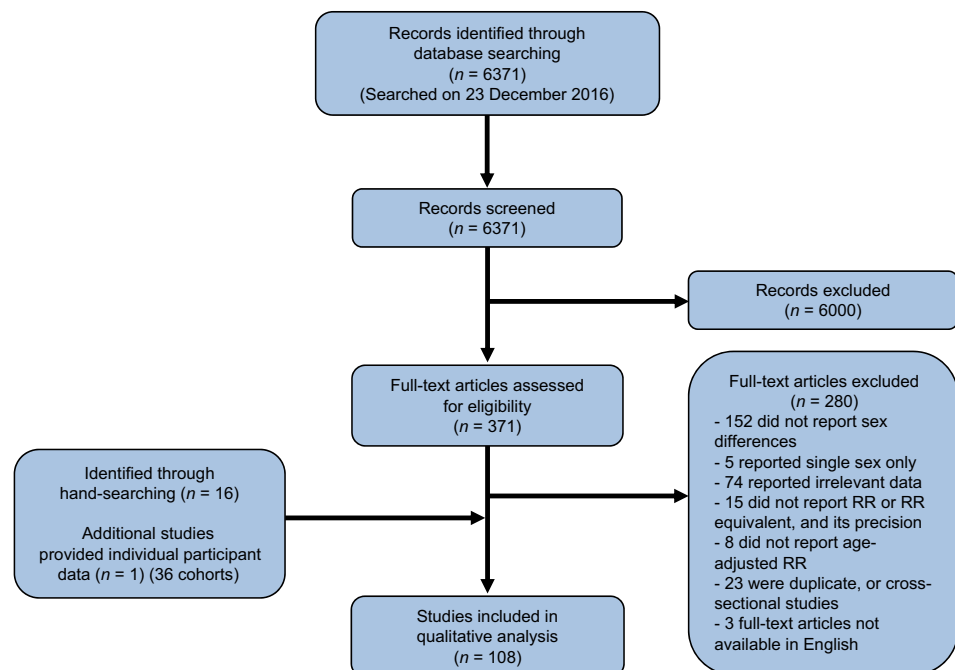 Records identified through
database searching
(n = 6371)
(Searched on 23 December 2016)
Records screened
(n = 6371)
Records excluded
(n = 6000)
Full-text articles assessed
for eligibility
(n = 371)
Full-text articles excluded
(n = 280)
- 152 did not report sex
differences
- 5 reported single sex only
- 74 reported irrelevant data
- 15 did not report RR or RR
equivalent, and its precision
- 8 did not report age-
adjusted RR
- 23 were duplicate, or cross-
sectional studies
- 3 full-text articles not
available in English
Identified through
hand-searching (n = 16)
Additional studies
provided individual participant
data (n = 1) (36 cohorts)
Studies included in
qualitative analysis
(n = 108)